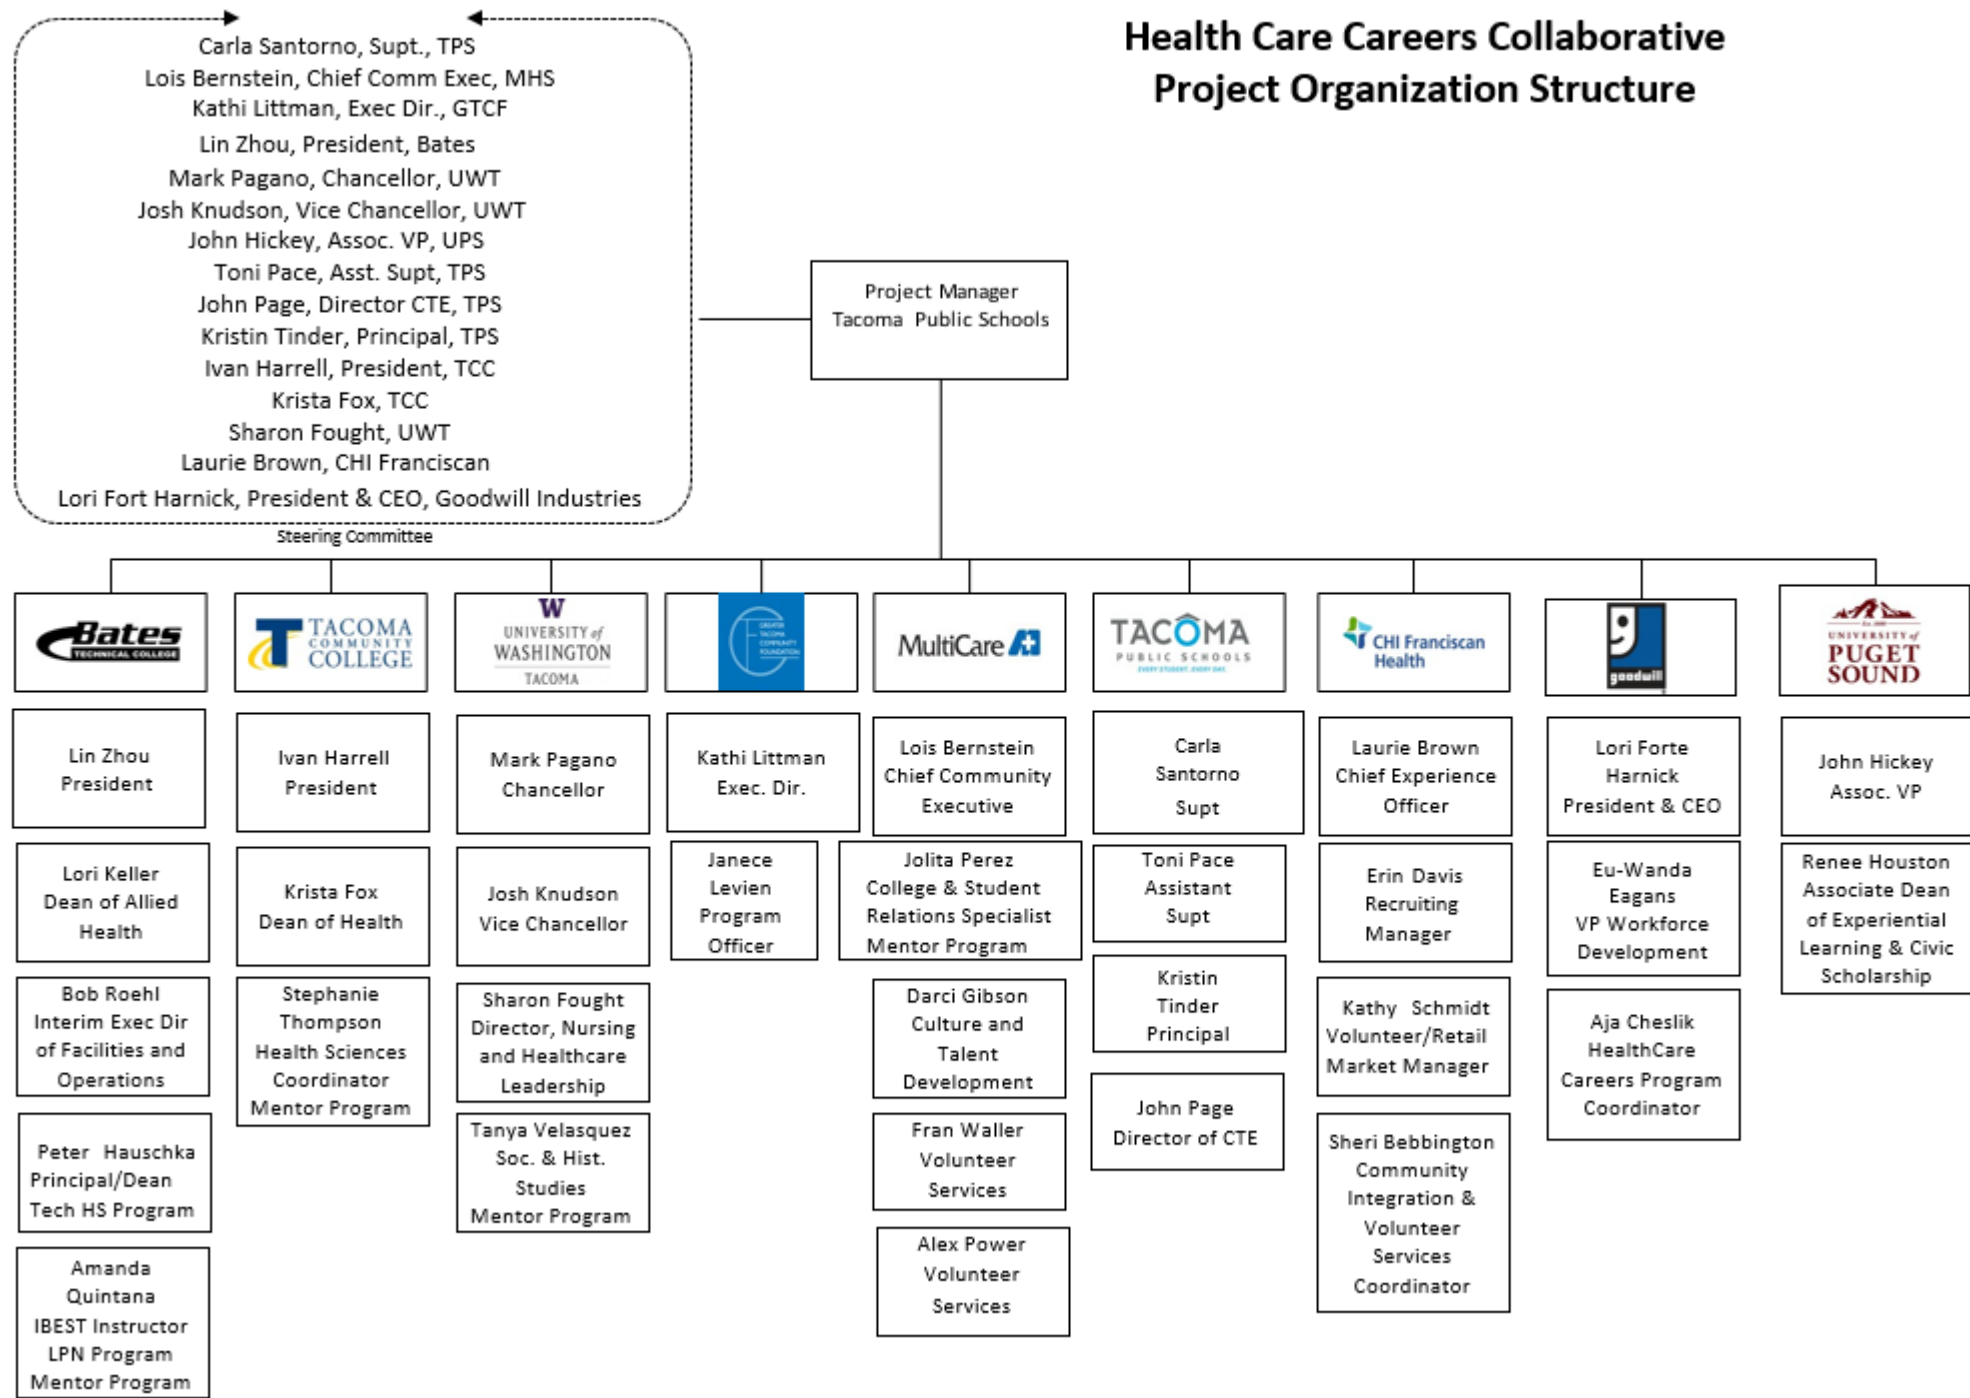 Health Care Careers Collaborative
Project Organization Structure
Carla Santorno, Supt., TPS
Lois Bernstein, Chief Comm Exec, MHS
Kathi Littman, Exec Dir., GTCF
Lin Zhou, President, Bates
Mark Pagano, Chancellor, UWT
Josh Knudson, Vice Chancellor, UWT
John Hickey, Assoc. VP, UPS
Toni Pace, Asst. Supt, TPS
John Page, Director CTE, TPS
Kristin Tinder, Principal, TPS
Ivan Harrell, President, TCC
Krista Fox, TCC
Sharon Fought, UWT
Laurie Brown, CHI Franciscan
Lori Fort Harnick, President & CEO, Goodwill Industries
Steering Committee
Project Manager
Tacoma Public Schools
Bates
TECHNICAL COLLEGE
Lin Zhou
President
Lori Keller
Dean of Allied
Health
Bob Roehl
Interim Exec Dir
of Facilities and
Operations
Peter Hauschka
Principal/Dean
Tech HS Program
Amanda
Quintana
IBEST Instructor
LPN Program
Mentor Program
TACOMA
COMMUNITY
COLLEGE
Ivan Harrell
President
Krista Fox
Dean of Health
Stephanie
Thompson
Health Sciences
Coordinator
Mentor Program
W
UNIVERSITY of
WASHINGTON
TACOMA
Mark Pagano
Chancellor
Josh Knudson
Vice Chancellor
Sharon Fought
Director, Nursing
and Healthcare
Leadership
Tanya Velasquez
Soc. & Hist.
Studies
Mentor Program
GREATER
TACOMA
COMMUNITY
FOUNDATION
Kathi Littman
Exec. Dir.
Janece
Levien
Program
Officer
MultiCare
Lois Bernstein
Chief Community
Executive
Jolita Perez
College & Student
Relations Specialist
Mentor Program
Darci Gibson
Culture and
Talent
Development
Fran Waller
Volunteer
Services
Alex Power
Volunteer
Services
TACOMA
PUBLIC SCHOOLS
EVERY STUDENT. EVERY DAY.
Carla
Santorno
Supt
Toni Pace
Assistant
Supt
Kristin
Tinder
Principal
John Page
Director of CTE
CHI Franciscan
Health
Laurie Brown
Chief Experience
Officer
Erin Davis
Recruiting
Manager
Kathy Schmidt
Volunteer/Retail
Market Manager
Sheri Bebbington
Community
Integration &
Volunteer
Services
Coordinator
goodwill
Lori Forte
Harnick
President & CEO
Eu-Wanda
Eagans
VP Workforce
Development
Aja Cheslik
HealthCare
Careers Program
Coordinator
UNIVERSITY of
PUGET
SOUND
John Hickey
Assoc. VP
Renee Houston
Associate Dean
of Experiential
Learning & Civic
Scholarship